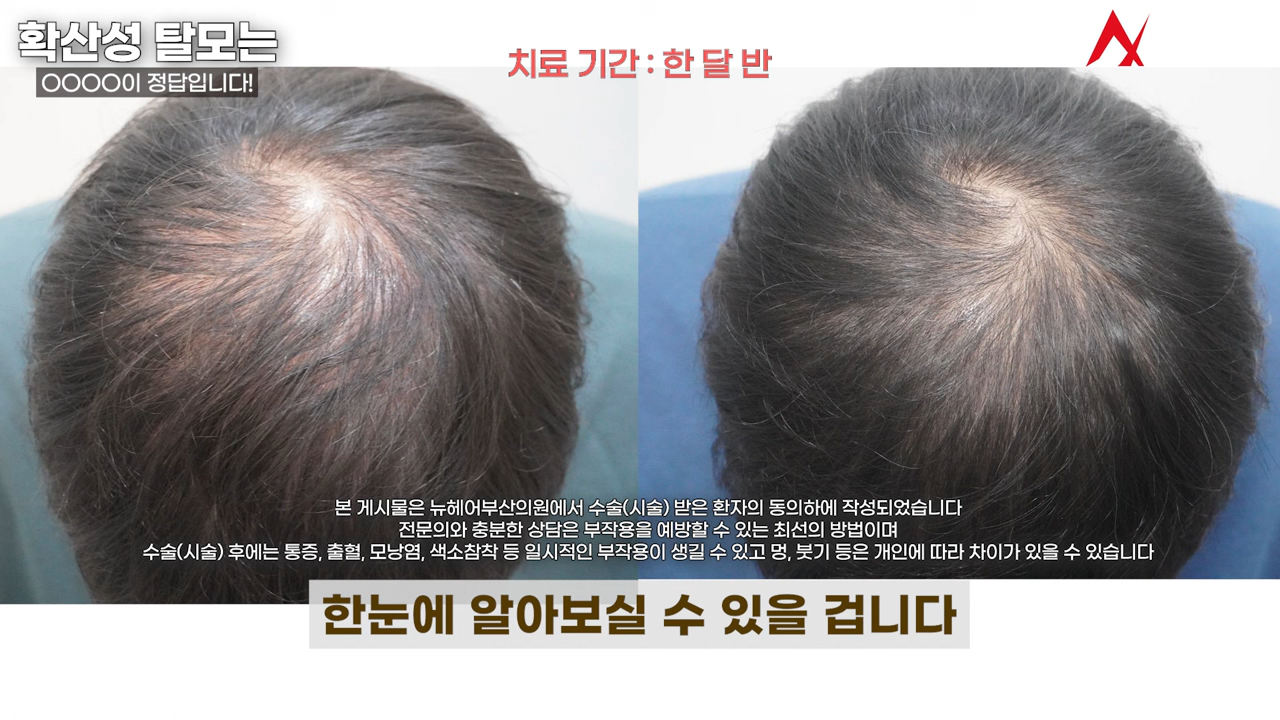 확산성 탈모는
○○○○이 정답입니다!
치료 기간 : 한 달 반
본 게시물은 뉴헤어부산의원에서 수술(시술) 받은 환자의 동의하에 작성되었습니다
전문의와 충분한 상담은 부작용을 예방할 수 있는 최선의 방법이며
수술(시술) 후에는 통증, 출혈, 모낭염, 색소참착 등 일시적인 부작용이 생길 수 있고 멍, 붓기 등은 개인에 따라 차이가 있을 수 있습니다
한눈에 알아보실 수 있을 겁니다